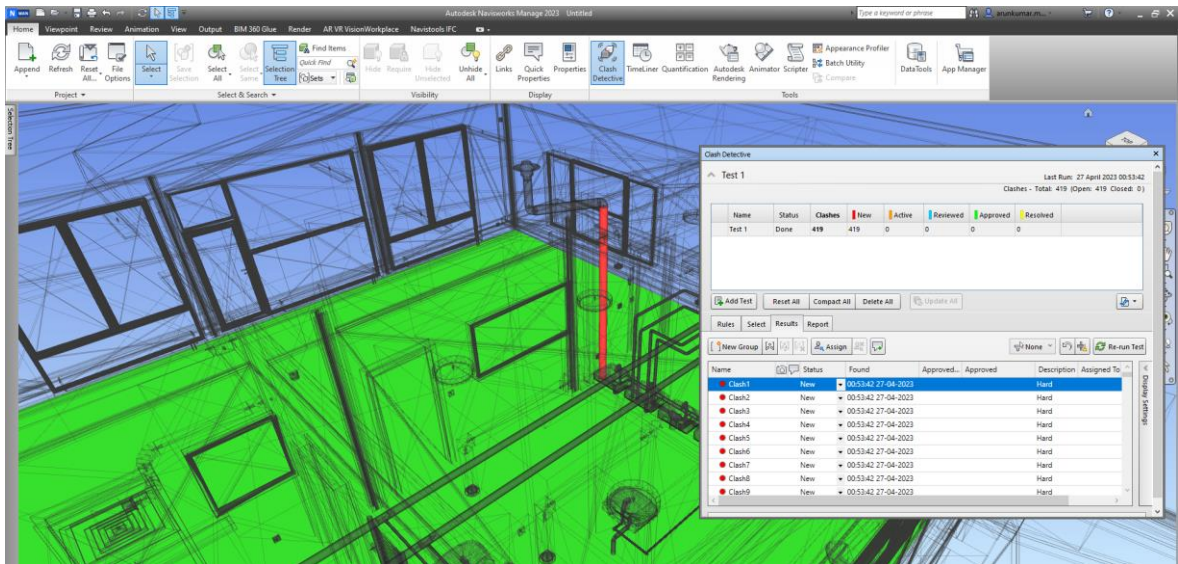 Autodesk Navisworks Manage 2023 Untitled
Type a keyword or phrase
arunkumar.m...
Home Viewpoint Review Animation View Output BIM 360 Glue Render AR VR VisionWorkplace Navistools IFC
Append Refresh Reset All... File Options Select Save Selection Select All Select Same Selection Tree Find Items Quick Find Sets Hide Require Hide Unselected Unhide All Links Quick Properties Properties Clash Detective TimeLiner Quantification Autodesk Rendering Animator Scripter Appearance Profiler Batch Utility Compare DataTools App Manager
Project Select & Search Visibility Display Tools
Selection Tree
Clash Detective
Test 1
Last Run: 27 April 2023 00:53:42
Clashes - Total: 419 (Open: 419 Closed: 0)
Name Status Clashes New Active Reviewed Approved Resolved
Test 1 Done 419 419 0 0 0 0
Add Test Reset All Compact All Delete All Update All
Rules Select Results Report
New Group Assign None Re-run Test
Name Status Found Approved... Approved Description Assigned To
Clash1 New 00:53:42 27-04-2023 Hard
Clash2 New 00:53:42 27-04-2023 Hard
Clash3 New 00:53:42 27-04-2023 Hard
Clash4 New 00:53:42 27-04-2023 Hard
Clash5 New 00:53:42 27-04-2023 Hard
Clash6 New 00:53:42 27-04-2023 Hard
Clash7 New 00:53:42 27-04-2023 Hard
Clash8 New 00:53:42 27-04-2023 Hard
Clash9 New 00:53:42 27-04-2023 Hard
Display Settings